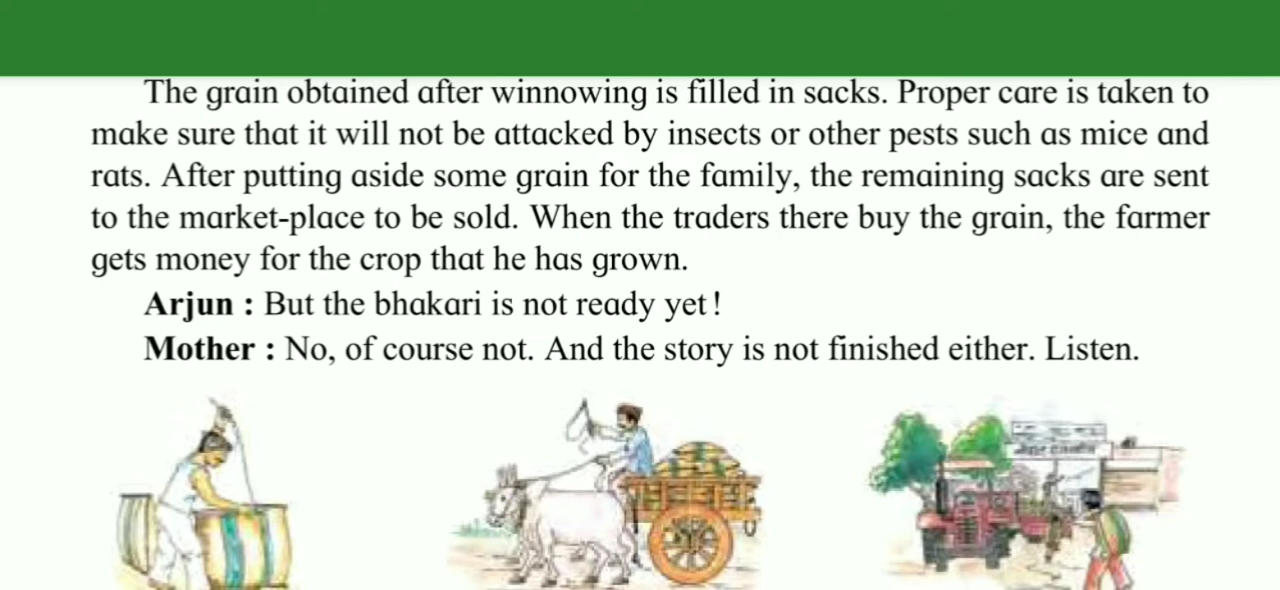 The grain obtained after winnowing is filled in sacks. Proper care is taken to
make sure that it will not be attacked by insects or other pests such as mice and
rats. After putting aside some grain for the family, the remaining sacks are sent
to the market-place to be sold. When the traders there buy the grain, the farmer
gets money for the crop that he has grown.
Arjun : But the bhakari is not ready yet!
Mother : No, of course not. And the story is not finished either. Listen.